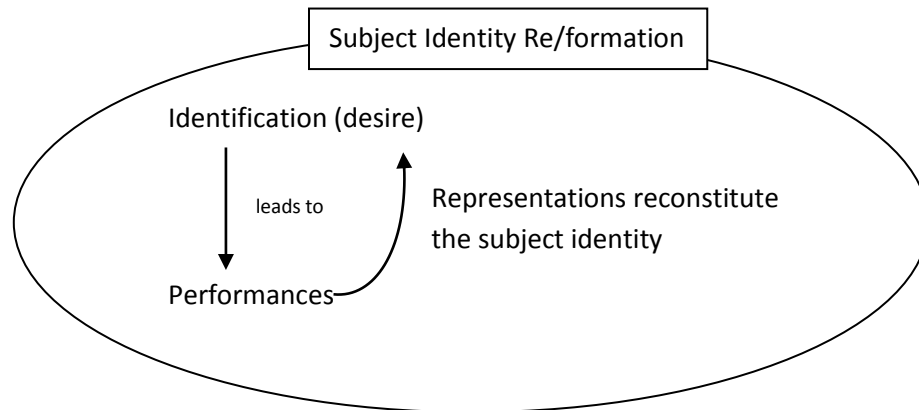 Subject Identity Re/formation
Identification (desire)
leads to
Representations reconstitute
the subject identity
Performances